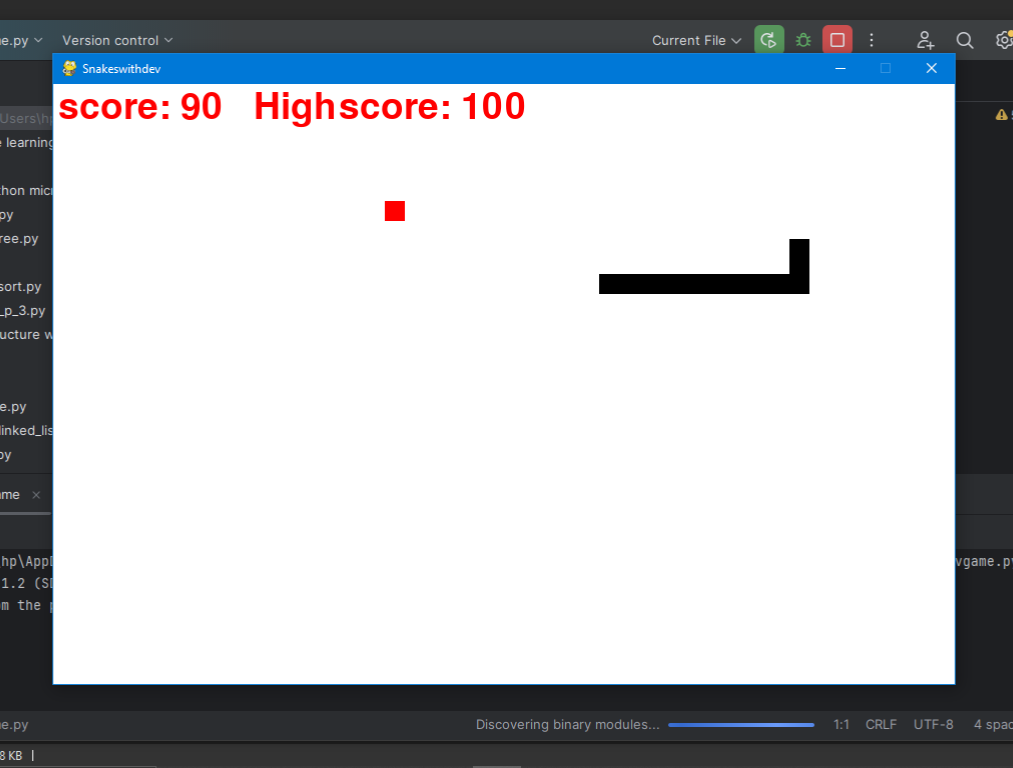 e.py Version control Current File
Snakeswithdev
score: 90 Highscore: 100
Users\hp
e learning
thon micr
py
ree.py
sort.py
_p_3.py
ucture w
e.py
linked_lis
py
ame
hp\AppD vgame.py
1.2 (SD
om the p
e.py Discovering binary modules... 1:1 CRLF UTF-8 4 spac
8 KB